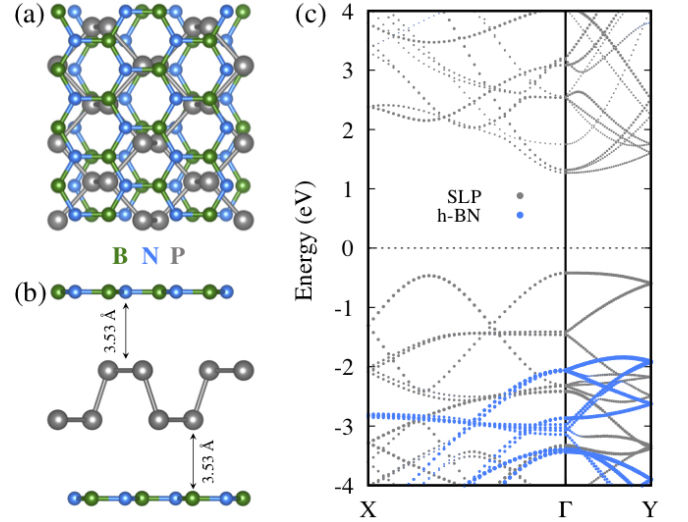 (a)
B N P
(b)
3.53 Å
3.53 Å
(c)
Energy (eV)
4
3
2
1
0
-1
-2
-3
-4
SLP
h-BN
X
Γ
Y